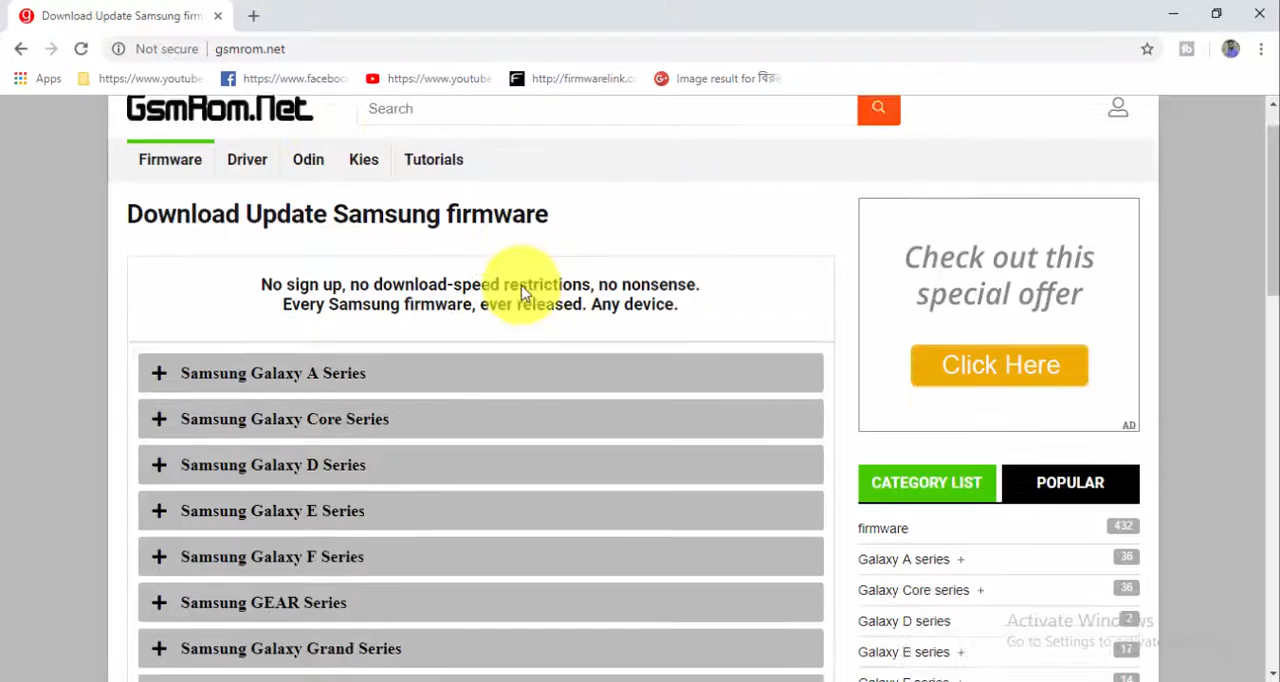 Download Update Samsung firm
Not secure | gsmrom.net
Apps https://www.youtube https://www.faceboo https://www.youtube http://firmwarelink.co Image result for বিক্র
GsmRom.Net
Search
Firmware Driver Odin Kies Tutorials
Download Update Samsung firmware
No sign up, no download-speed restrictions, no nonsense.
Every Samsung firmware, ever released. Any device.
+ Samsung Galaxy A Series
+ Samsung Galaxy Core Series
+ Samsung Galaxy D Series
+ Samsung Galaxy E Series
+ Samsung Galaxy F Series
+ Samsung GEAR Series
+ Samsung Galaxy Grand Series
Check out this
special offer
Click Here
AD
CATEGORY LIST POPULAR
firmware 432
Galaxy A series + 36
Galaxy Core series + 36
Galaxy D series 2
Galaxy E series + 17
14
Activate Windows
Go to Settings to activate